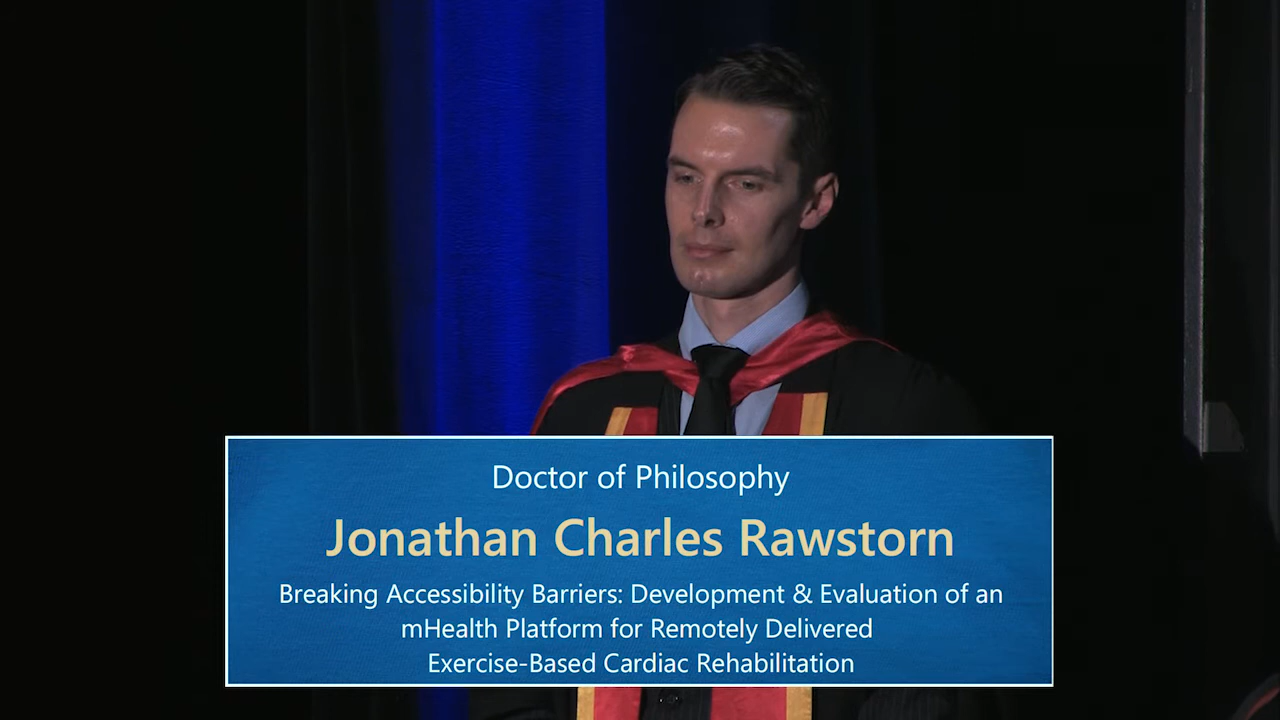 Doctor of Philosophy
Jonathan Charles Rawstorn
Breaking Accessibility Barriers: Development & Evaluation of an
mHealth Platform for Remotely Delivered
Exercise-Based Cardiac Rehabilitation